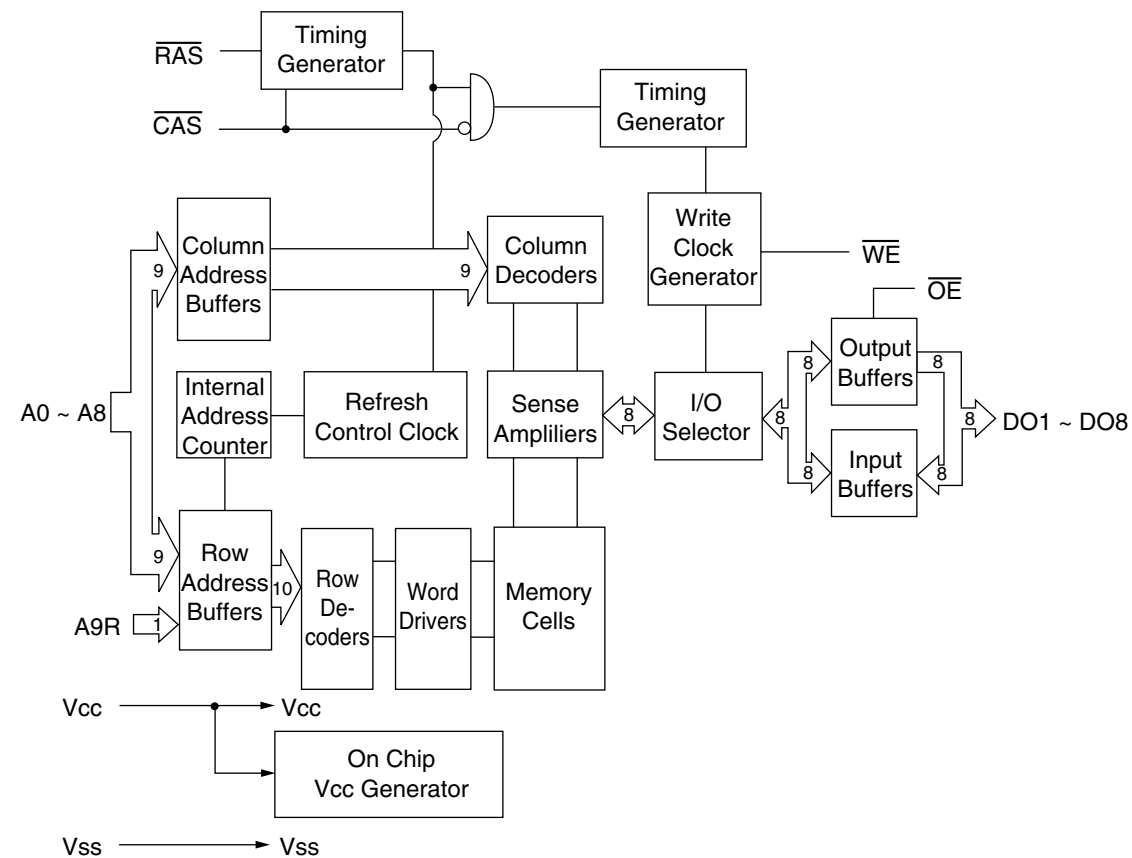 RAS
Timing
Generator
CAS
Timing
Generator
Column
Address
Buffers
9
9
Column
Decoders
Write
Clock
Generator
WE
OE
Output
Buffers
8
8
A0 ~ A8
Internal
Address
Counter
Refresh
Control Clock
Sense
Ampliliers
8
I/O
Selector
8
8
DO1 ~ DO8
Input
Buffers
8
8
9
Row
Address
Buffers
10
A9R
1
Row
De-
coders
Word
Drivers
Memory
Cells
Vcc
Vcc
On Chip
Vcc Generator
Vss
Vss